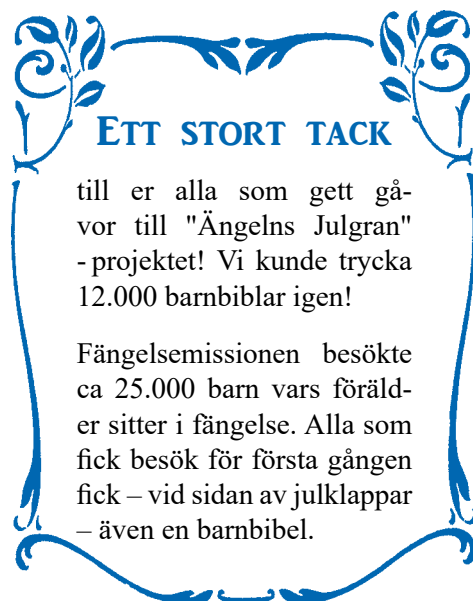 Ett stort tack
till er alla som gett gå-
vor till "Ängelns Julgran"
- projektet! Vi kunde trycka
12.000 barnbiblar igen!
Fängelsemissionen besökte
ca 25.000 barn vars föräld-
er sitter i fängelse. Alla som
fick besök för första gången
fick – vid sidan av julklappar
– även en barnbibel.